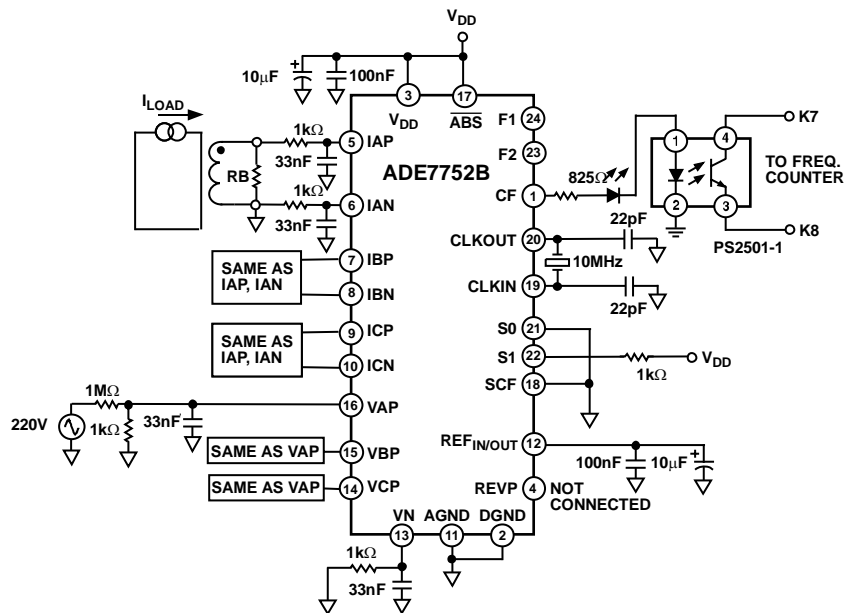 V_DD
10µF
+
100nF
3
17
V_DD
ABS
I_LOAD
1kΩ
5
IAP
33nF
RB
1kΩ
6
IAN
33nF
SAME AS
IAP, IAN
7
IBP
8
IBN
SAME AS
IAP, IAN
9
ICP
10
ICN
1MΩ
220V
1kΩ
33nF
16
VAP
SAME AS VAP
15
VBP
SAME AS VAP
14
VCP
ADE7752B
VN
AGND
DGND
13
11
2
1kΩ
33nF
F1
24
F2
23
CF
1
825Ω
1
4
2
3
K7
TO FREQ.
COUNTER
K8
PS2501-1
CLKOUT
20
22pF
10MHz
CLKIN
19
22pF
S0
21
S1
22
1kΩ
V_DD
SCF
18
REF_IN/OUT
12
100nF
10µF
+
REVP
4
NOT
CONNECTED